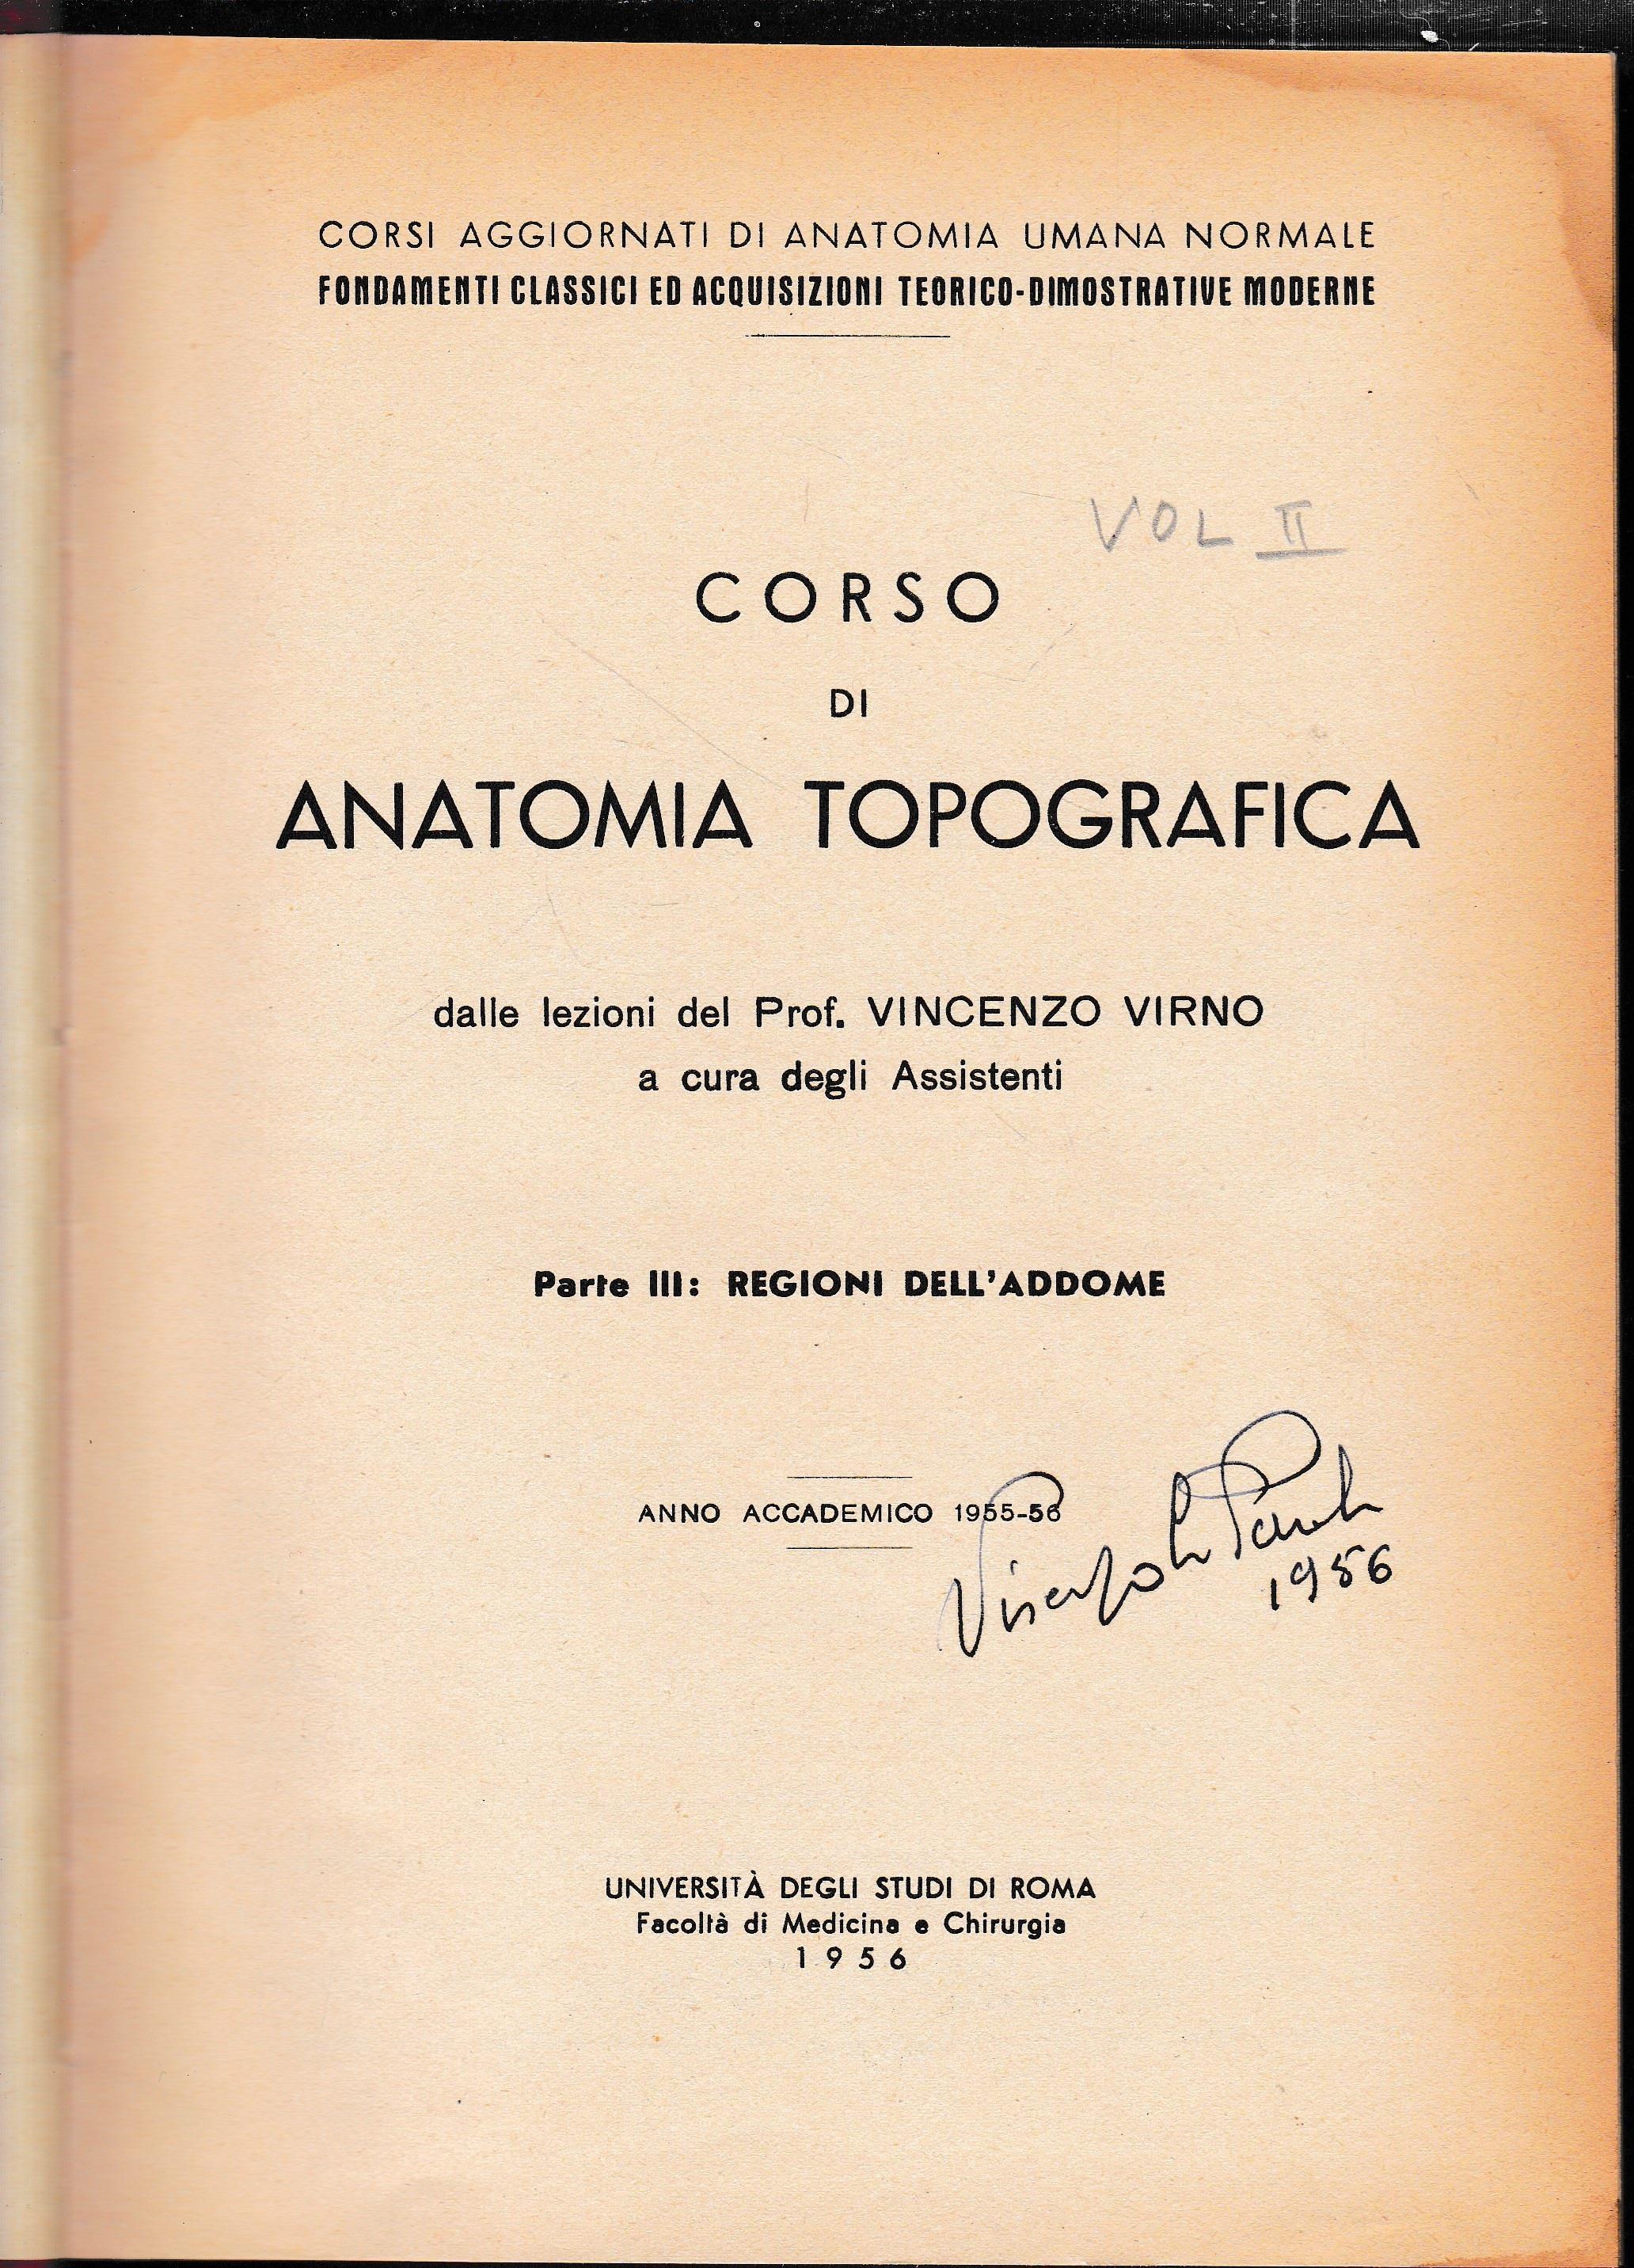 CORSI AGGIORNATI DI ANATOMIA UMANA NORMALE
FONDAMENTI CLASSICI ED ACQUISIZIONI TEORICO-DIMOSTRATIVE MODERNE
VOL II
CORSO
DI
ANATOMIA TOPOGRAFICA
dalle lezioni del Prof. VINCENZO VIRNO
a cura degli Assistenti
Parte III: REGIONI DELL'ADDOME
ANNO ACCADEMICO 1955-56
1956
UNIVERSITÀ DEGLI STUDI DI ROMA
Facoltà di Medicina e Chirurgia
1956